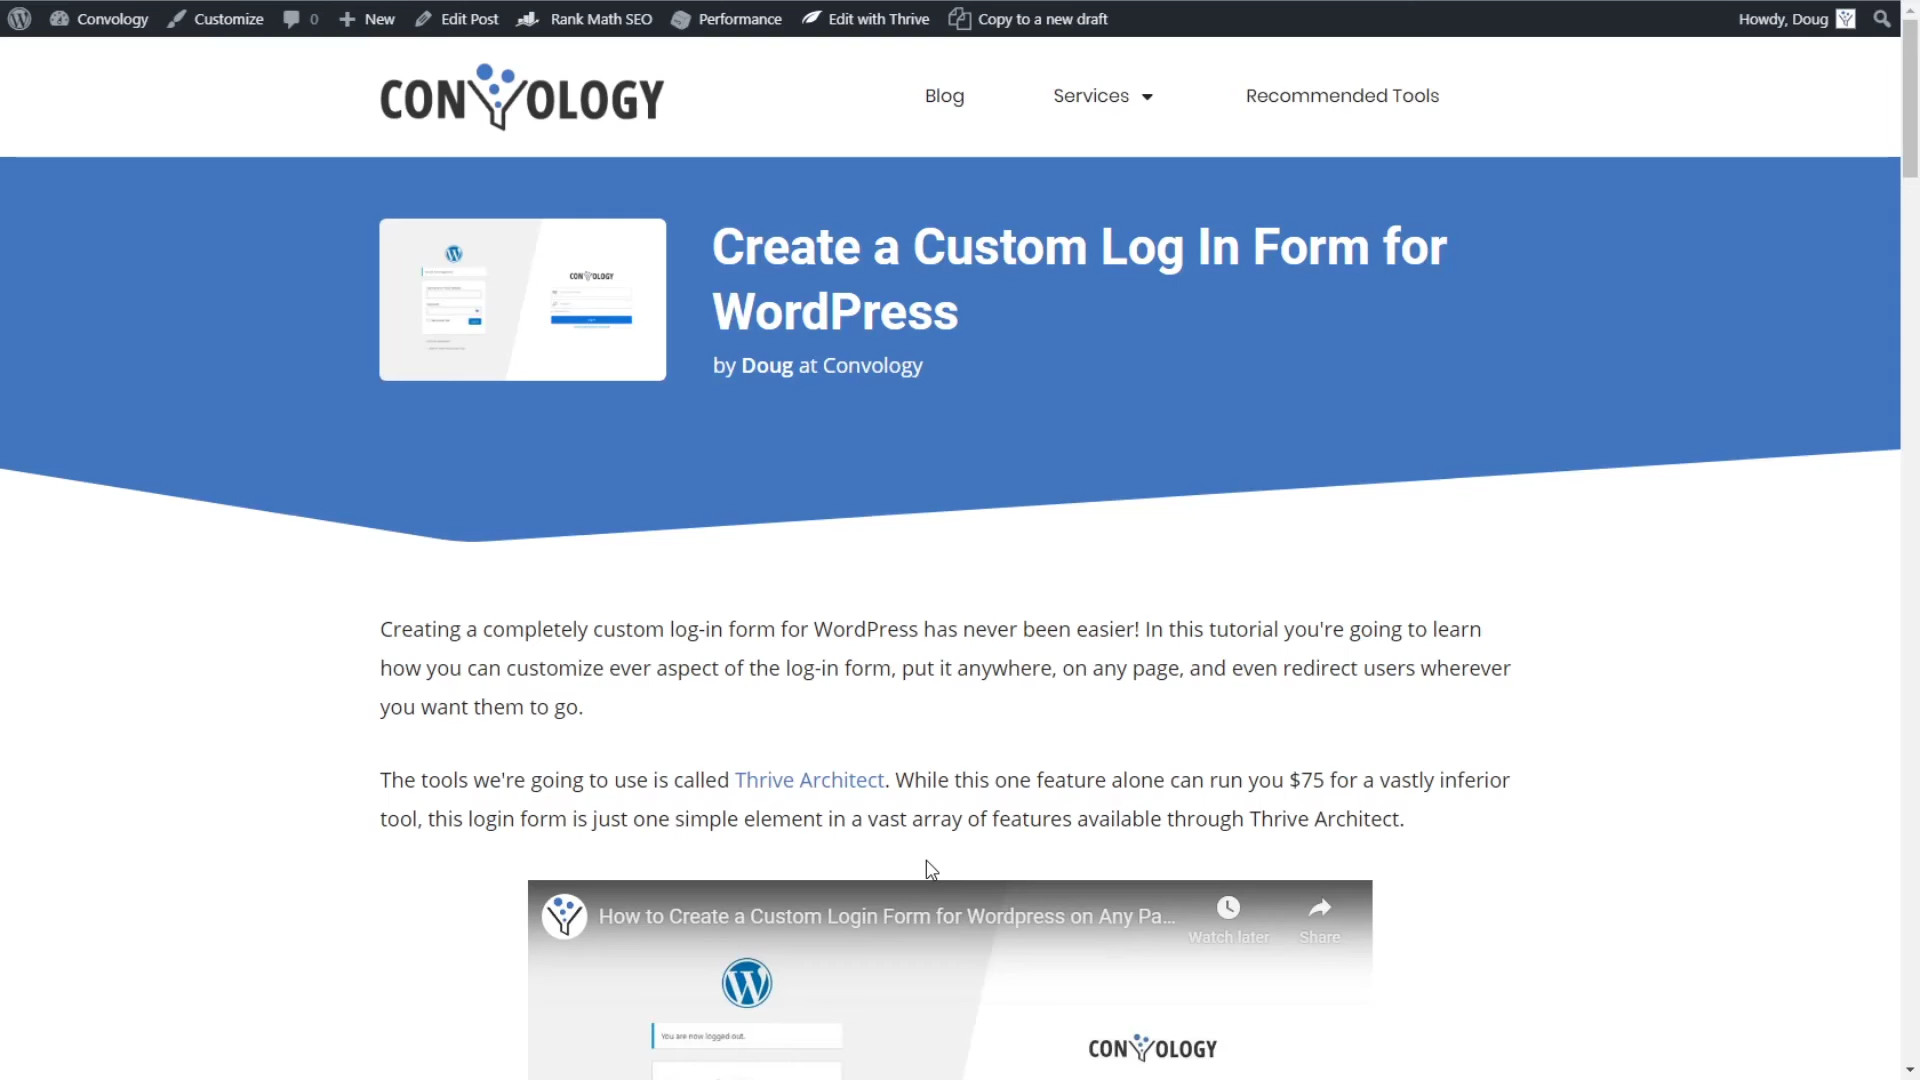 Convology Customize 0 New Edit Post Rank Math SEO Performance Edit with Thrive Copy to a new draft Howdy, Doug
CONVOLOGY
Blog Services Recommended Tools
CONVOLOGY
Create a Custom Log In Form for
WordPress
by Doug at Convology
Creating a completely custom log-in form for WordPress has never been easier! In this tutorial you're going to learn
how you can customize ever aspect of the log-in form, put it anywhere, on any page, and even redirect users wherever
you want them to go.
The tools we're going to use is called Thrive Architect. While this one feature alone can run you $75 for a vastly inferior
tool, this login form is just one simple element in a vast array of features available through Thrive Architect.
How to Create a Custom Login Form for Wordpress on Any Pa...
Watch later Share
You are now logged out.
CONVOLOGY